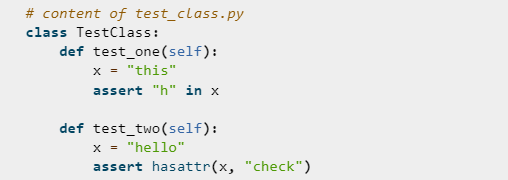 # content of test_class.py
class TestClass:
    def test_one(self):
        x = "this"
        assert "h" in x

    def test_two(self):
        x = "hello"
        assert hasattr(x, "check")